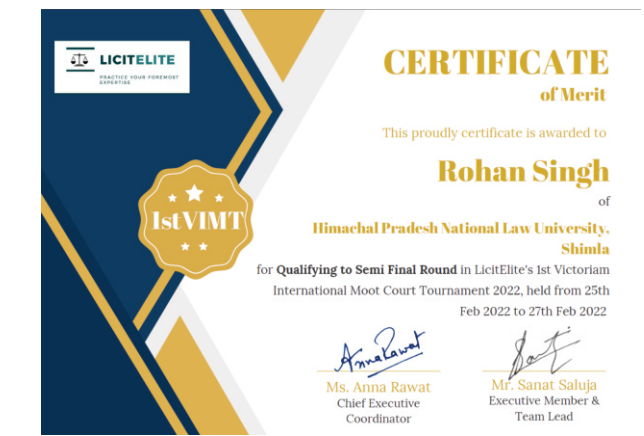 LICITELITE
PRACTICE YOUR FOREMOST
EXPERTISE
CERTIFICATE
of Merit
This proudly certificate is awarded to
Rohan Singh
of
Himachal Pradesh National Law University,
Shimla
for Qualifying to Semi Final Round in LicitElite's 1st Victoriam
International Moot Court Tournament 2022, held from 25th
Feb 2022 to 27th Feb 2022
1st VIMT
AnnaRawat
Ms. Anna Rawat
Chief Executive
Coordinator
Mr. Sanat Saluja
Executive Member &
Team Lead